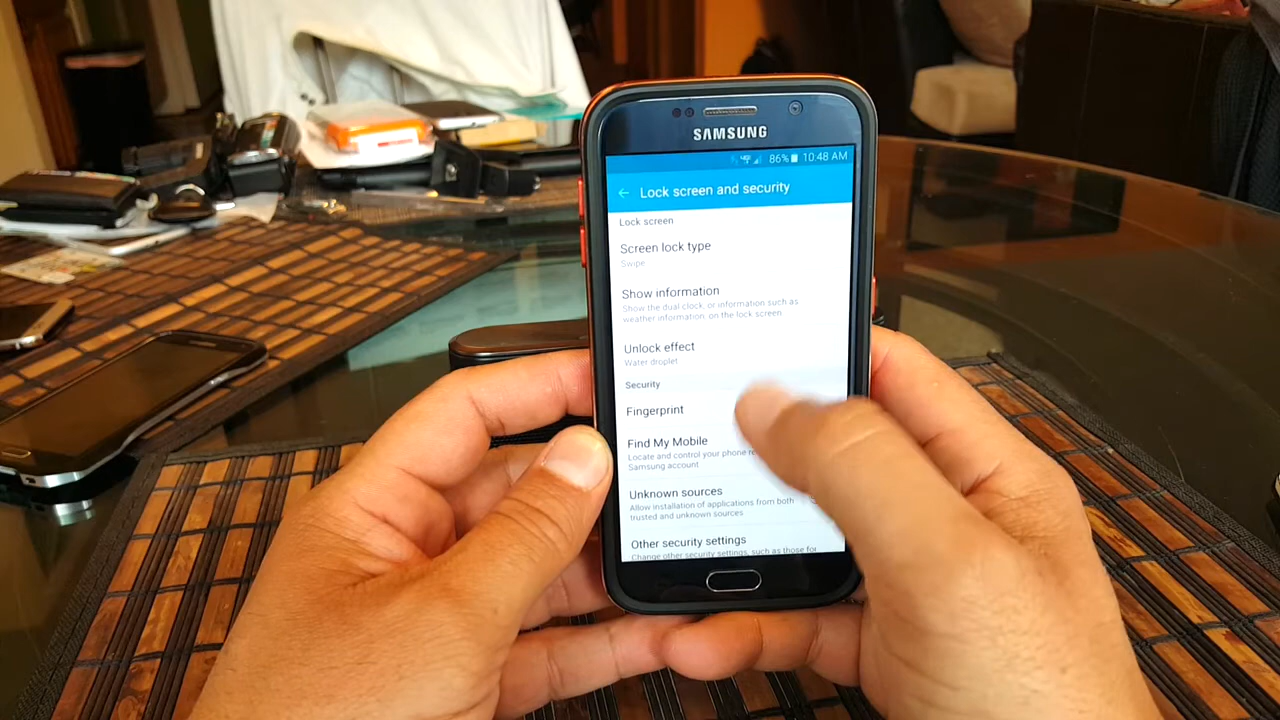 SAMSUNG
86% 10:48 AM
Lock screen and security
Lock screen
Screen lock type
Swipe
Show information
Show the dual clock, or information such as
weather information, on the lock screen.
Unlock effect
Water droplet
Security
Fingerprint
Find My Mobile
Locate and control your phone
Samsung account
Unknown sources
Allow installation of applications from both
trusted and unknown sources
Other security settings
Change other security settings, such as those for